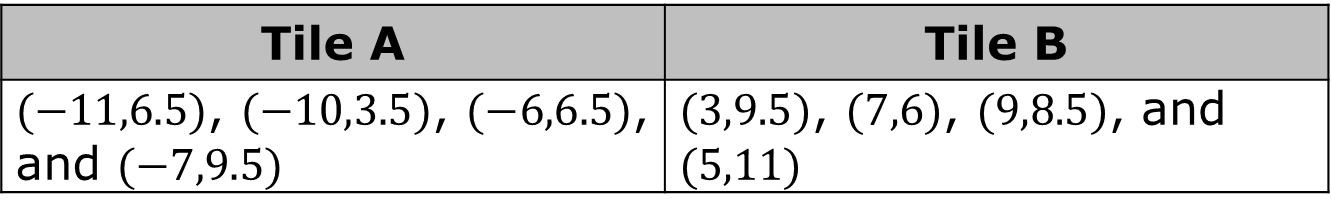 Tile A
Tile B
(−11,6.5), (−10,3.5), (−6,6.5),
and (−7,9.5)
(3,9.5), (7,6), (9,8.5), and
(5,11)